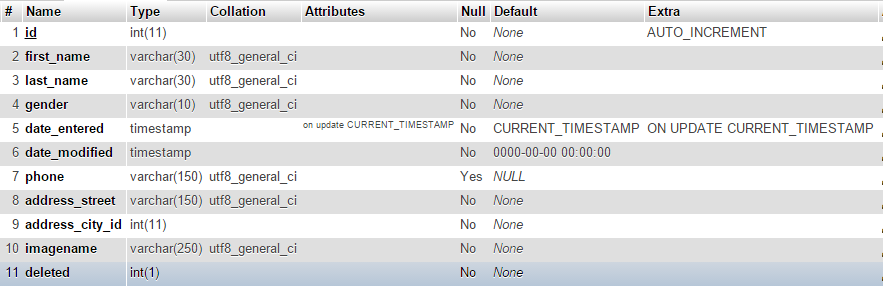 # Name Type Collation Attributes Null Default Extra
1 id int(11) No None AUTO_INCREMENT
2 first_name varchar(30) utf8_general_ci No None
3 last_name varchar(30) utf8_general_ci No None
4 gender varchar(10) utf8_general_ci No None
5 date_entered timestamp on update CURRENT_TIMESTAMP No CURRENT_TIMESTAMP ON UPDATE CURRENT_TIMESTAMP
6 date_modified timestamp No 0000-00-00 00:00:00
7 phone varchar(150) utf8_general_ci Yes NULL
8 address_street varchar(150) utf8_general_ci No None
9 address_city_id int(11) No None
10 imagename varchar(250) utf8_general_ci No None
11 deleted int(1) No None